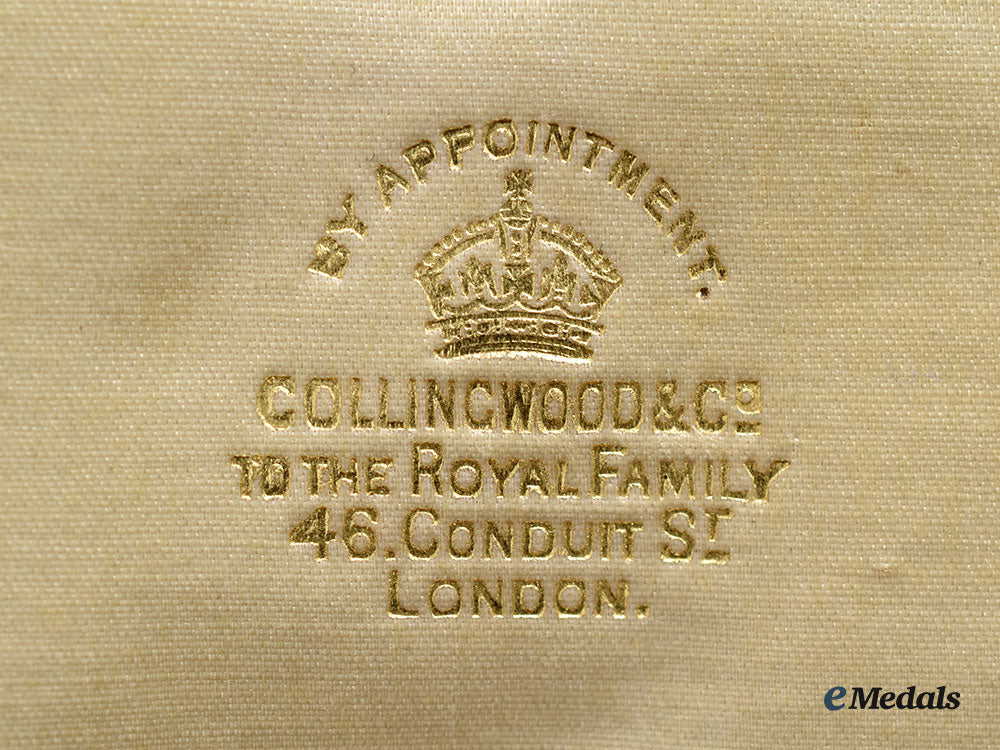 BY APPOINTMENT.
COLLINGWOOD & Cº
TO THE ROYAL FAMILY
46. CONDUIT ST
LONDON.
eMedals